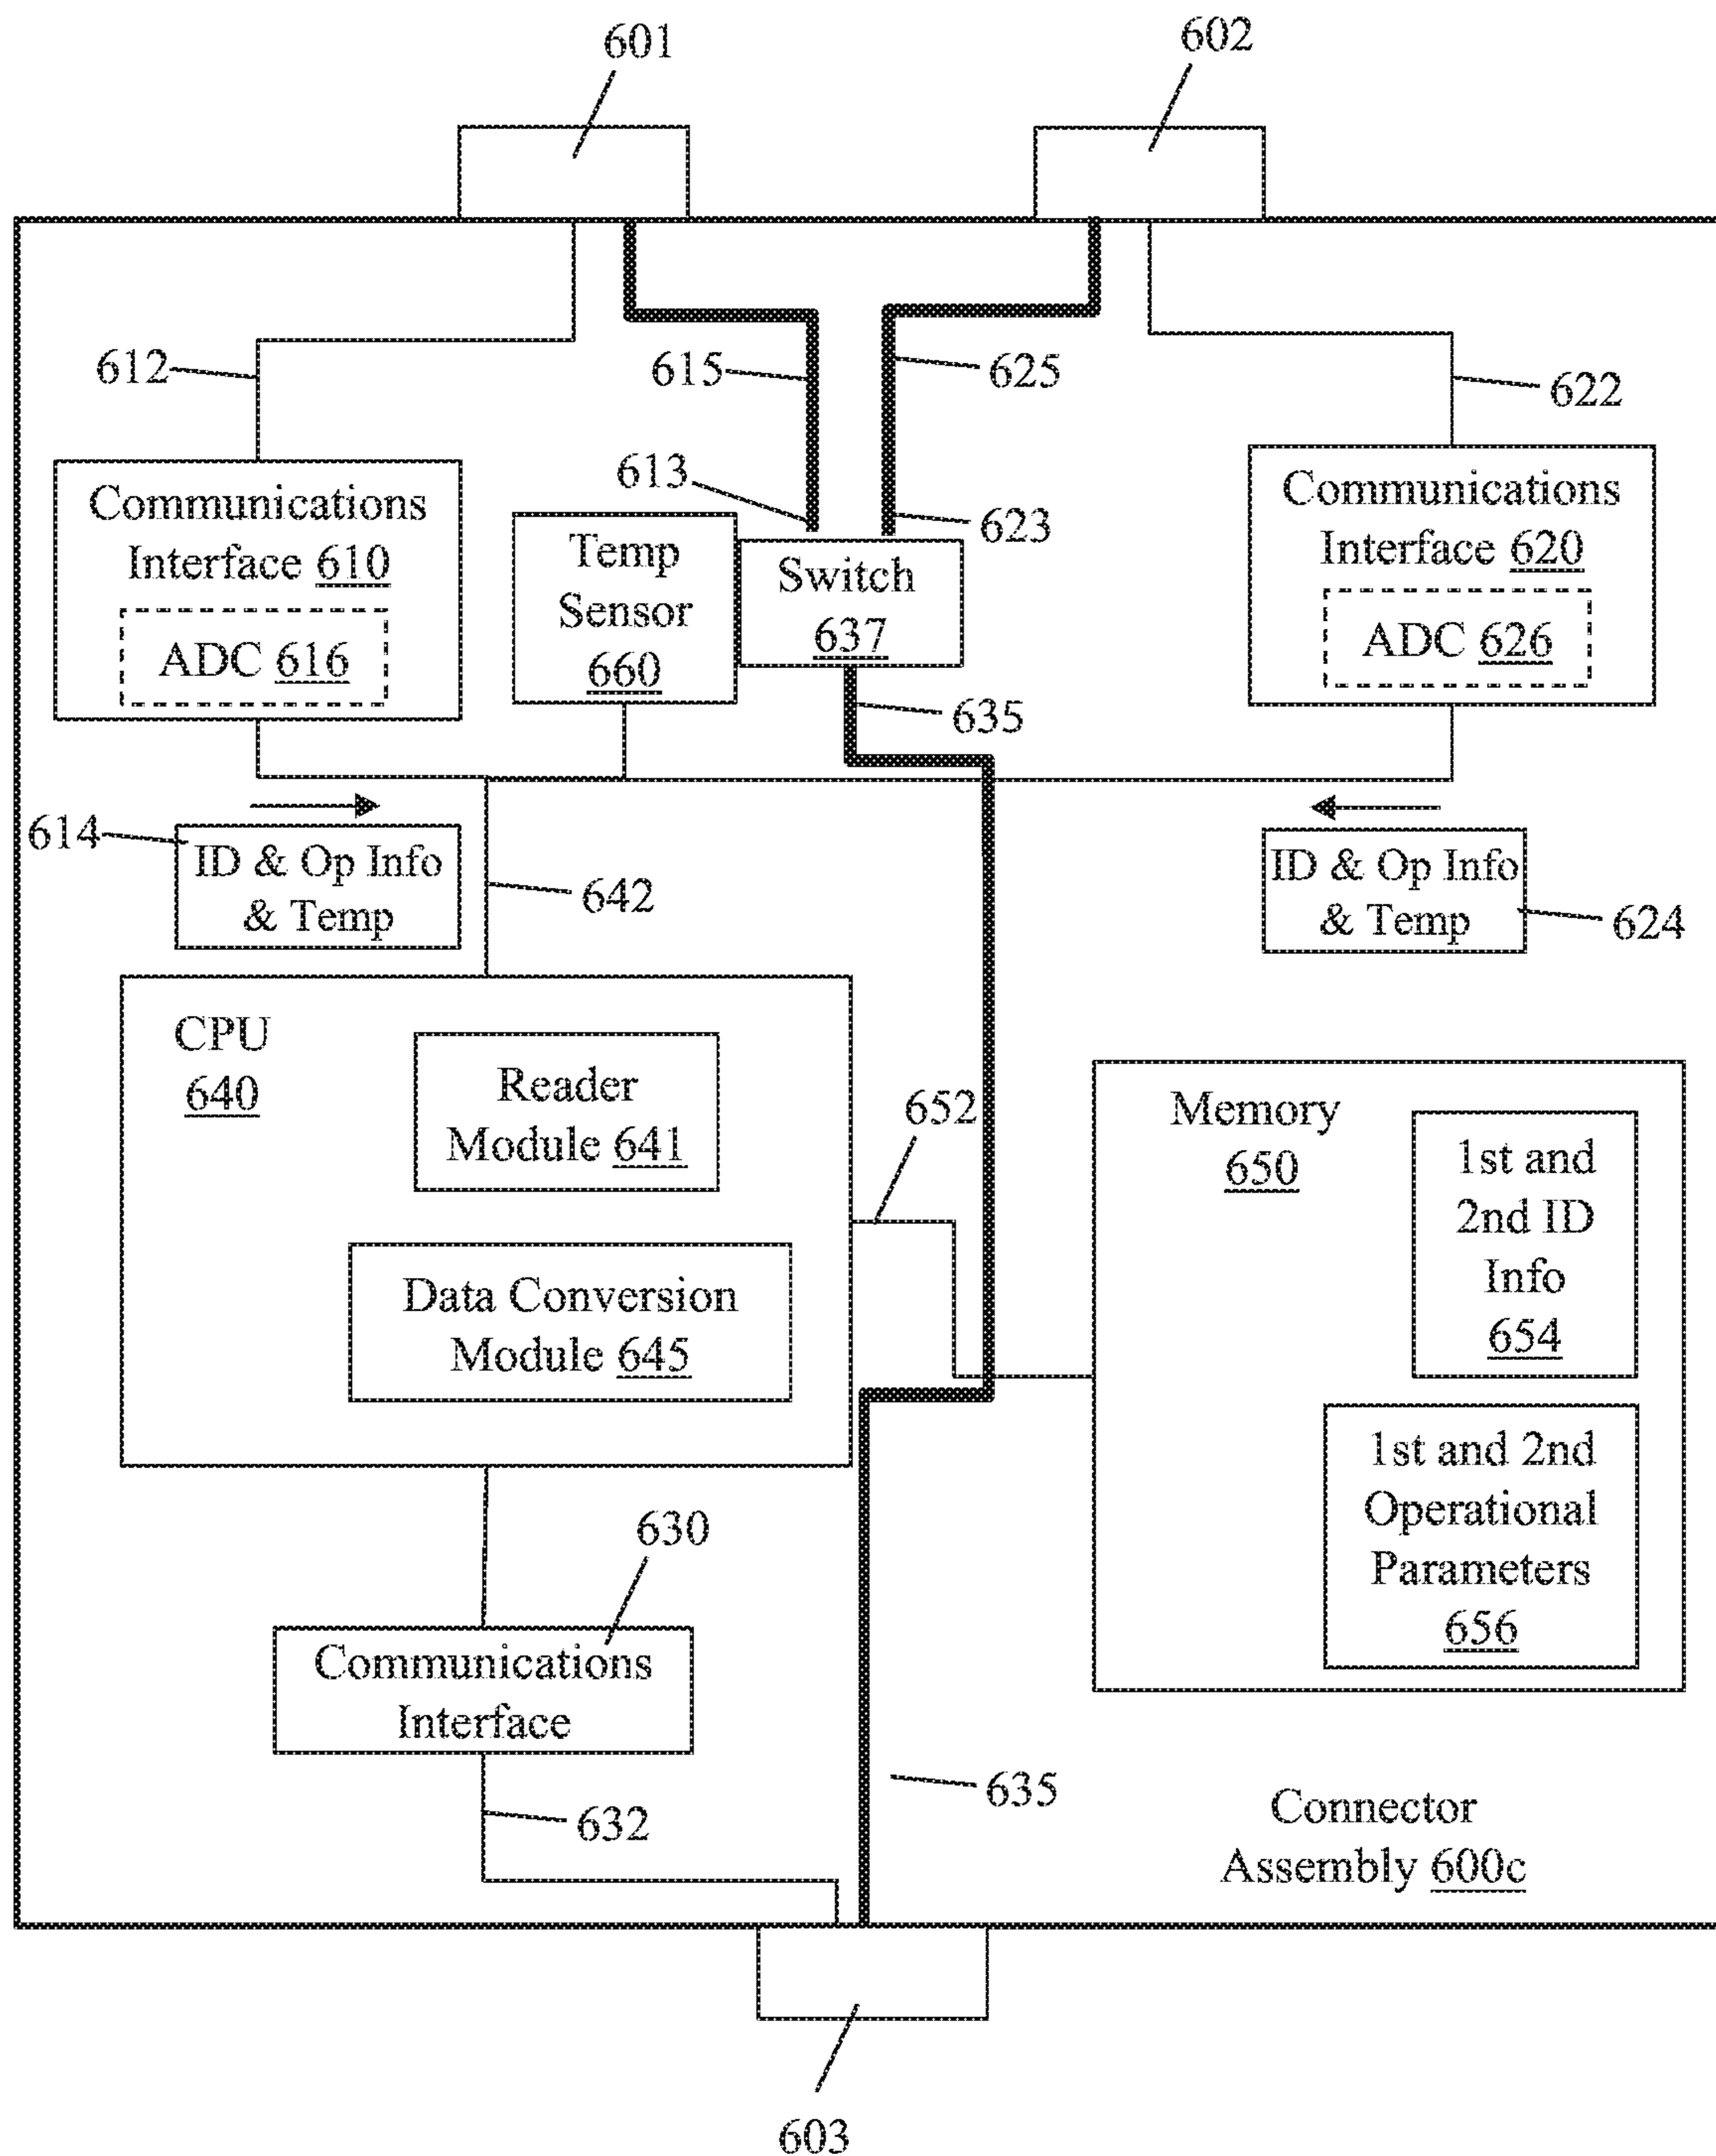 601
602
612
615
625
622
613
623
Communications
Interface 610
ADC 616
Temp
Sensor
660
Switch
637
Communications
Interface 620
ADC 626
635
614
ID & Op Info
& Temp
642
ID & Op Info
& Temp
624
CPU
640
Reader
Module 641
Data Conversion
Module 645
652
Memory
650
1st and
2nd ID
Info
654
1st and 2nd
Operational
Parameters
656
630
Communications
Interface
632
635
Connector
Assembly 600c
603